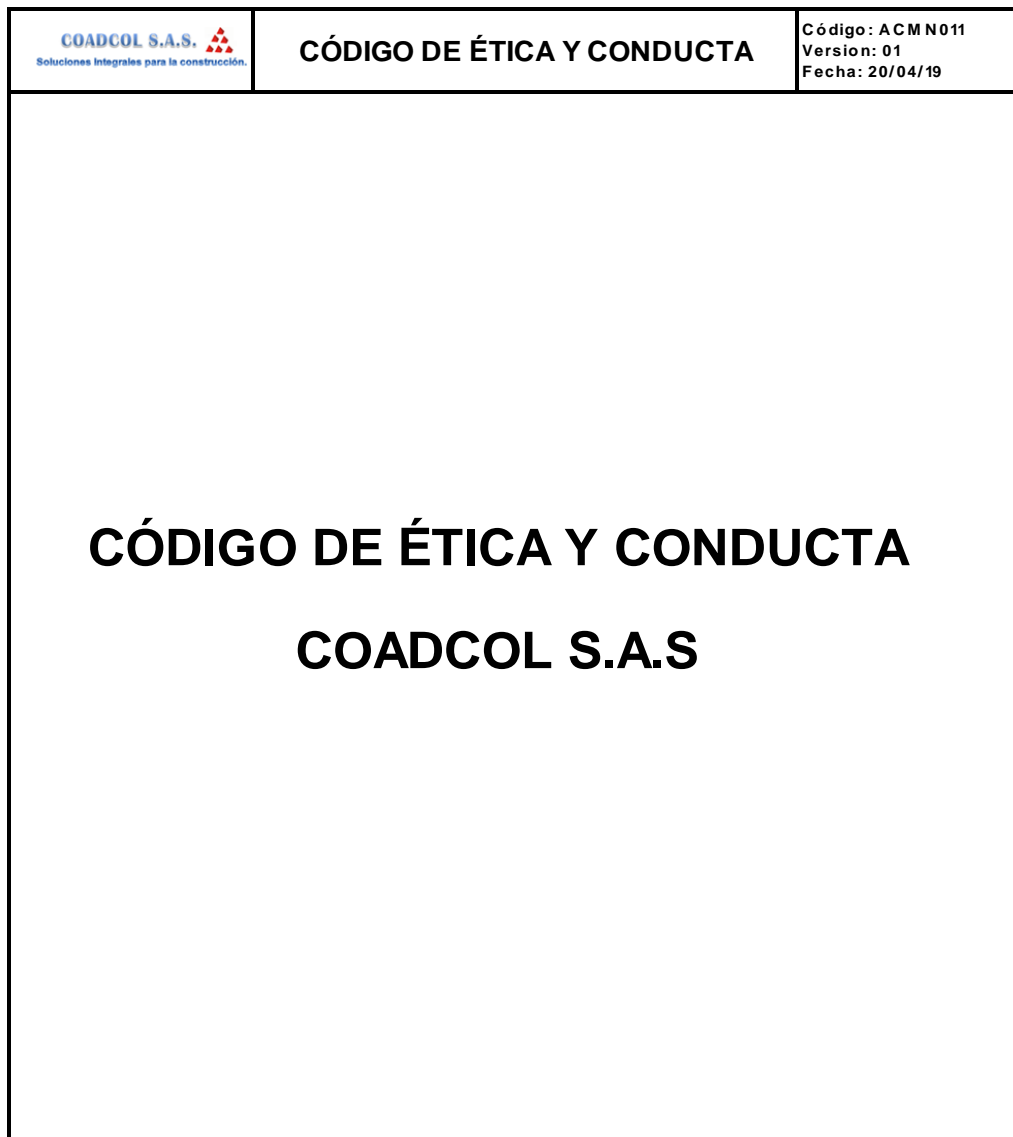 COADCOL S.A.S.
Soluciones Integrales para la construcción.
CÓDIGO DE ÉTICA Y CONDUCTA
Código: ACMN011
Version: 01
Fecha: 20/04/19
CÓDIGO DE ÉTICA Y CONDUCTA
COADCOL S.A.S